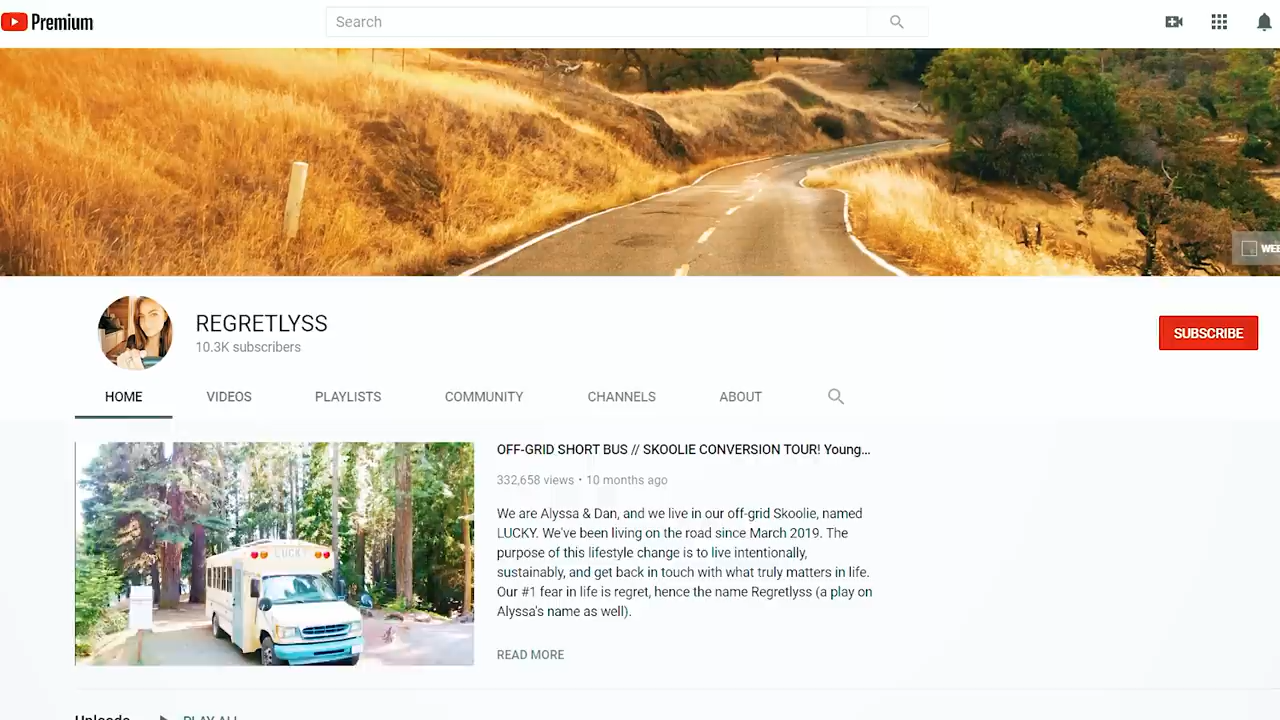 Premium
Search
REGRETLYSS
10.3K subscribers
SUBSCRIBE
HOME VIDEOS PLAYLISTS COMMUNITY CHANNELS ABOUT
LUCKY
OFF-GRID SHORT BUS // SKOOLIE CONVERSION TOUR! Young...
332,658 views • 10 months ago
We are Alyssa & Dan, and we live in our off-grid Skoolie, named
LUCKY. We've been living on the road since March 2019. The
purpose of this lifestyle change is to live intentionally,
sustainably, and get back in touch with what truly matters in life.
Our #1 fear in life is regret, hence the name Regretlyss (a play on
Alyssa's name as well).
READ MORE
Uploads PLAY ALL